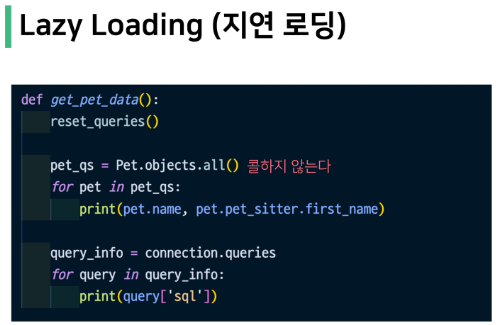 Lazy Loading (지연 로딩)
def get_pet_data():
reset_queries()
pet_qs = Pet.objects.all() 콜하지 않는다
for pet in pet_qs:
print(pet.name, pet.pet_sitter.first_name)
query_info = connection.queries
for query in query_info:
print(query['sql'])